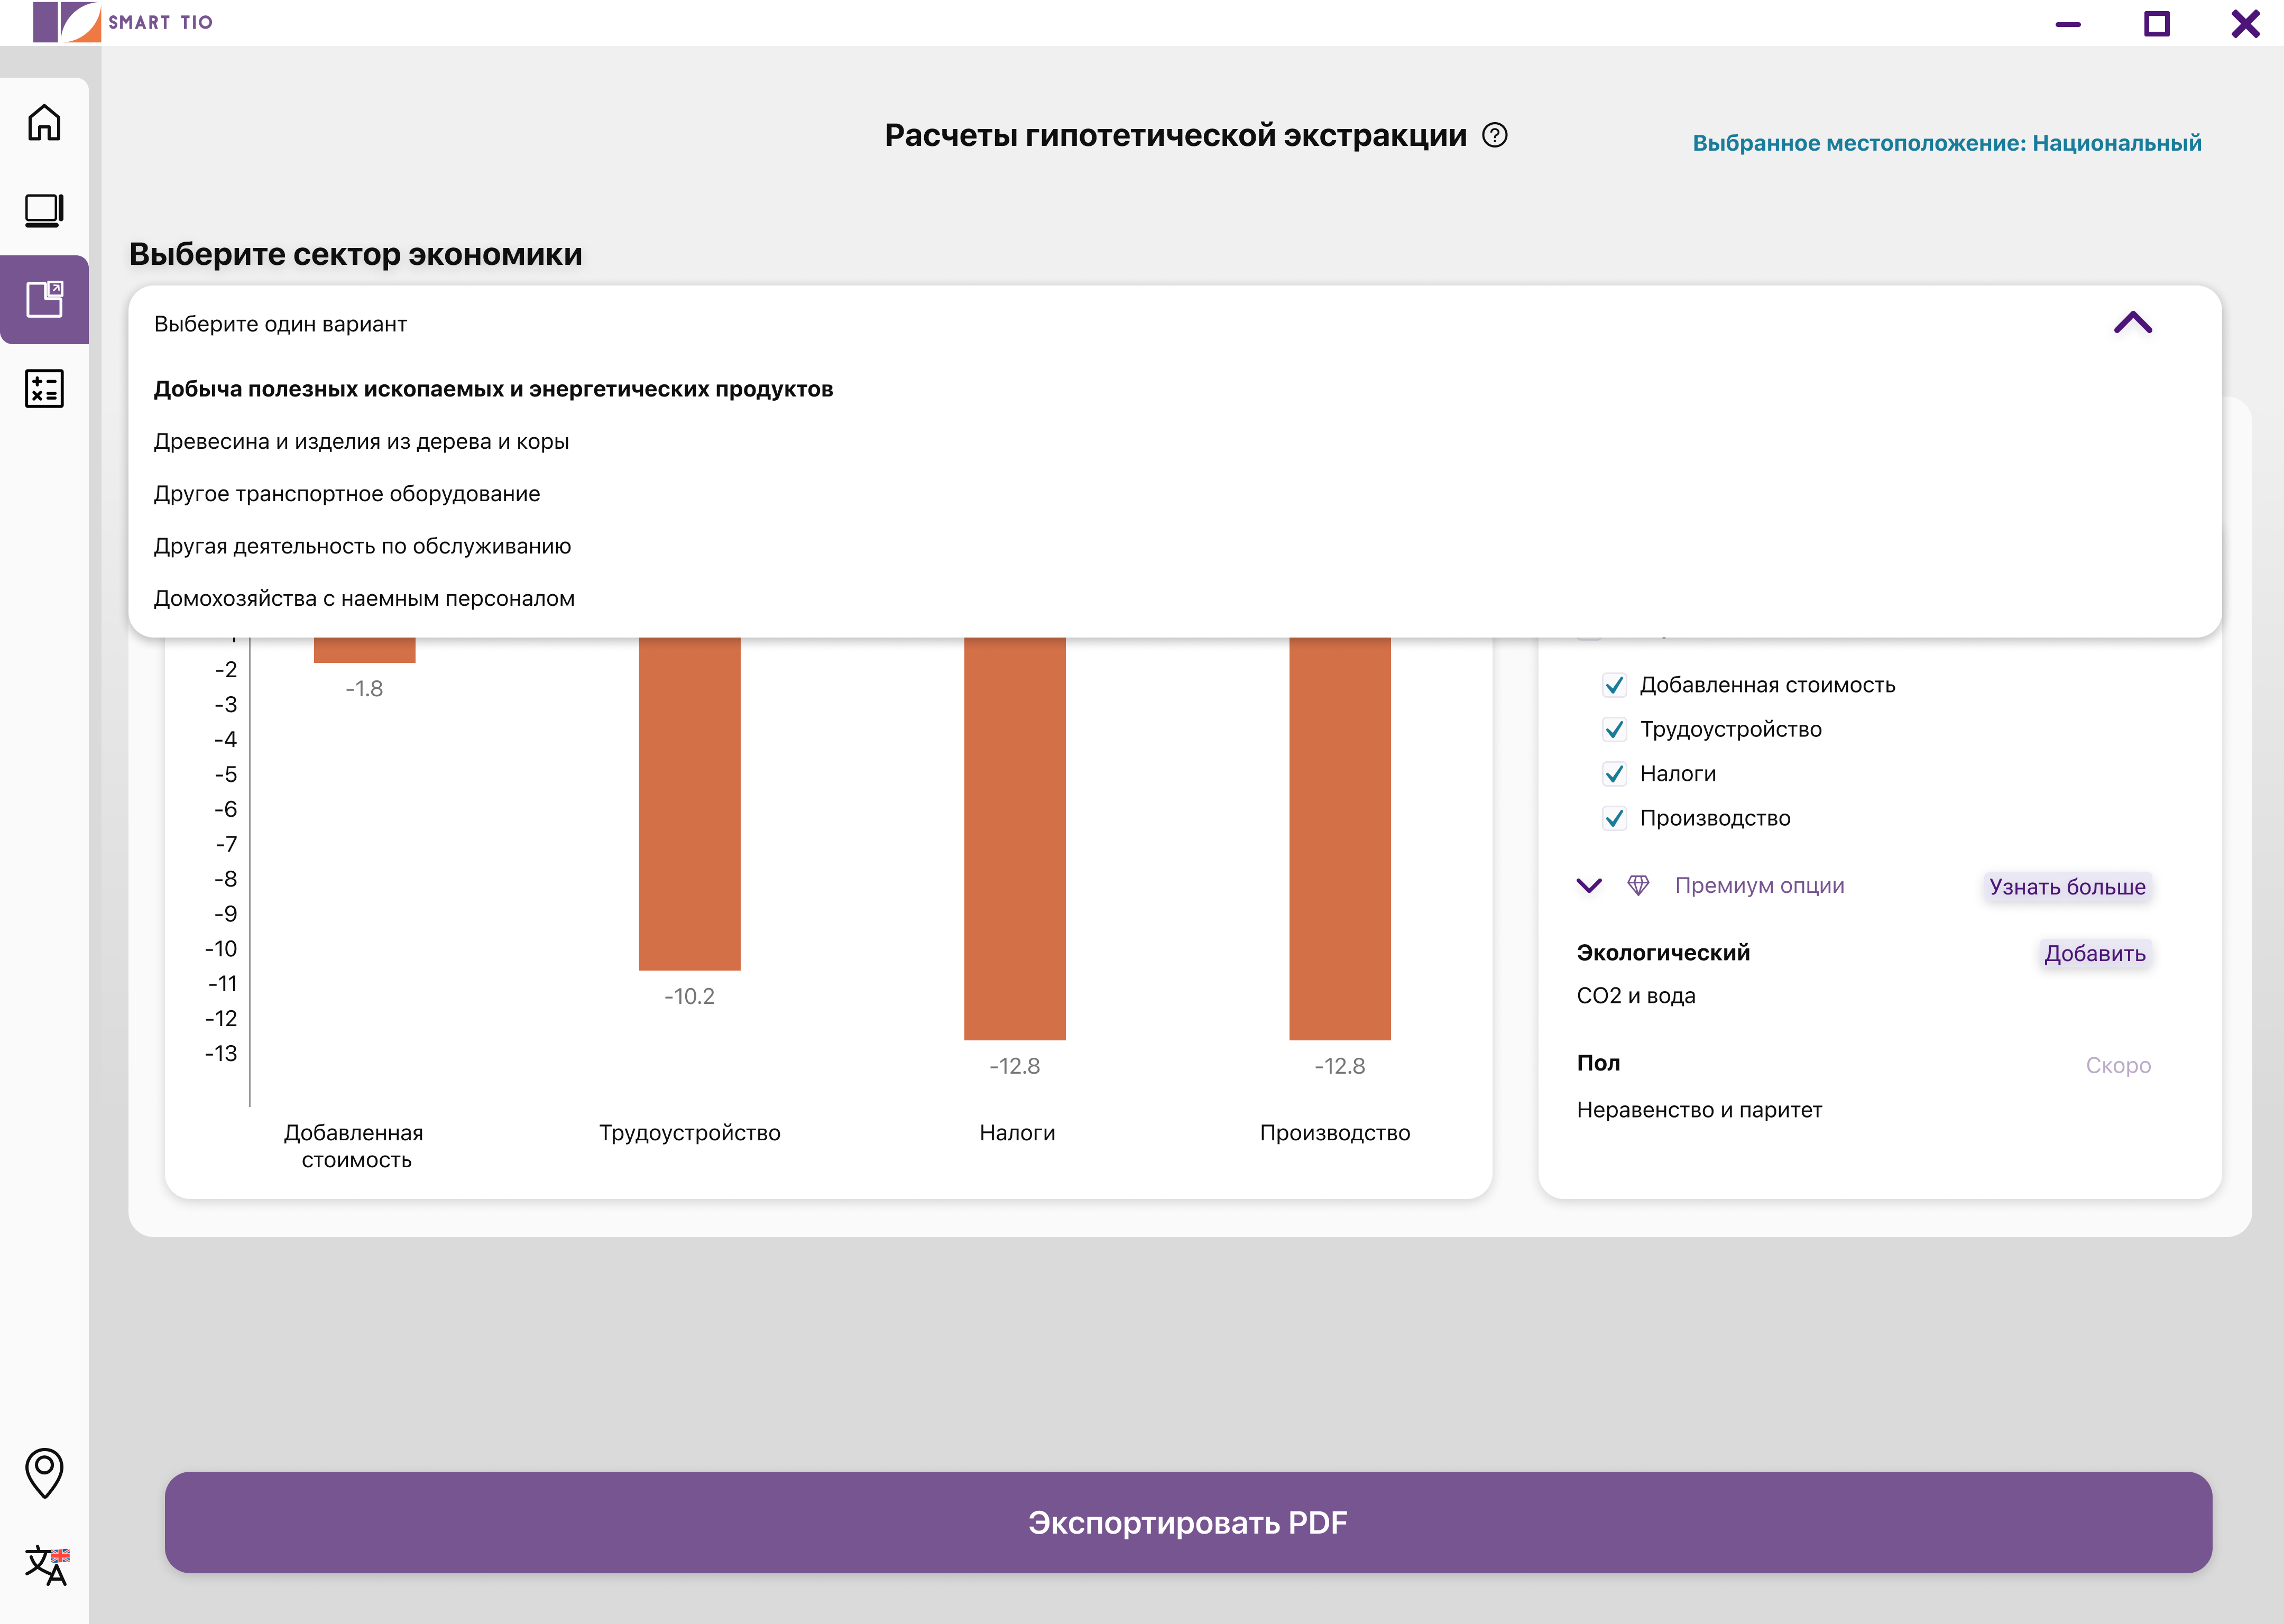 SMART TIO
Расчеты гипотетической экстракции ?
Выбранное местоположение: Национальный
Выберите сектор экономики
Выберите один вариант
Добыча полезных ископаемых и энергетических продуктов
Древесина и изделия из дерева и коры
Другое транспортное оборудование
Другая деятельность по обслуживанию
Домохозяйства с наемным персоналом
-2
-3
-4
-5
-6
-7
-8
-9
-10
-11
-12
-13
-1.8
-10.2
-12.8
-12.8
Добавленная
стоимость
Трудоустройство
Налоги
Производство
Добавленная стоимость
Трудоустройство
Налоги
Производство
Премиум опции
Узнать больше
Экологический
Добавить
СО2 и вода
Пол
Скоро
Неравенство и паритет
Экспортировать PDF